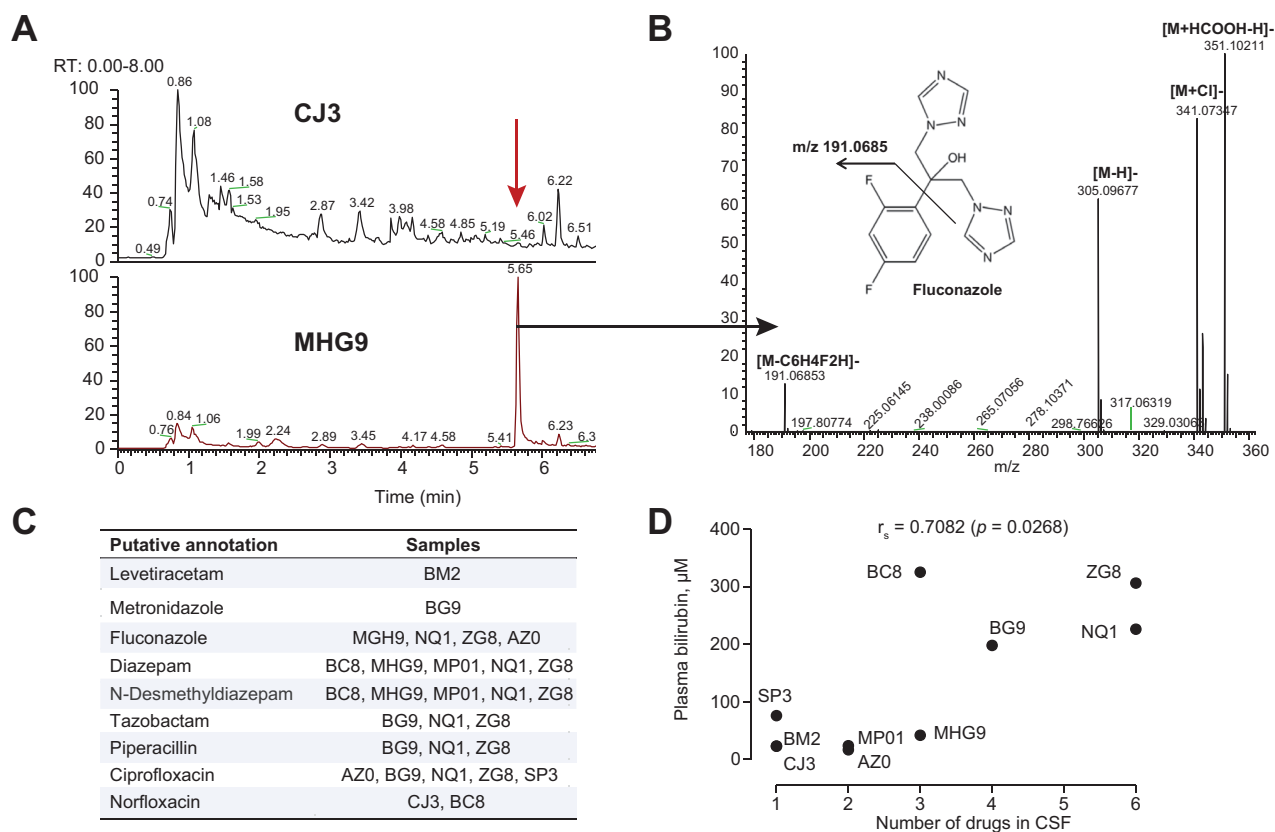 A
RT: 0.00-8.00
100
80
60
40
20
0
CJ3
0.49
0.74
0.86
1.08
1.46
1.58
1.53
1.95
2.87
3.42
3.98
4.58
4.85
5.19
5.46
6.02
6.22
6.51
100
80
60
40
20
0
MHG9
0.76
0.84
1.06
1.99
2.24
2.89
3.45
4.17
4.58
5.41
5.65
6.23
6.3
0 1 2 3 4 5 6
Time (min)
B
100
90
80
70
60
50
40
30
20
10
0
[M+HCOOH-H]-
351.10211
[M+Cl]-
341.07347
[M-H]-
305.09677
m/z 191.0685
N
N
N
OH
F
F
N
N
N
Fluconazole
[M-C6H4F2H]-
191.06853
197.80774
225.06145
238.00086
265.07056
278.10371
298.76626
317.06319
329.03063
180 200 220 240 260 280 300 320 340 360
m/z
C
Putative annotation Samples
Levetiracetam BM2
Metronidazole BG9
Fluconazole MGH9, NQ1, ZG8, AZ0
Diazepam BC8, MHG9, MP01, NQ1, ZG8
N-Desmethyldiazepam BC8, MHG9, MP01, NQ1, ZG8
Tazobactam BG9, NQ1, ZG8
Piperacillin BG9, NQ1, ZG8
Ciprofloxacin AZ0, BG9, NQ1, ZG8, SP3
Norfloxacin CJ3, BC8
D
rs = 0.7082 (p = 0.0268)
Plasma bilirubin, µM
400
300
200
100
0
BC8
ZG8
NQ1
BG9
SP3
BM2
CJ3
MP01
AZ0
MHG9
1 2 3 4 5 6
Number of drugs in CSF